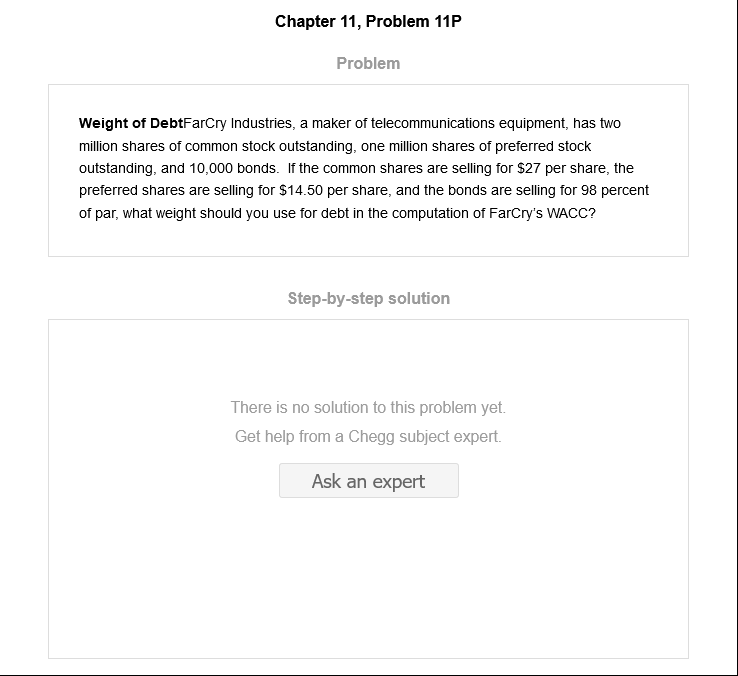 Chapter 11, Problem 11P
Problem
Weight of DebtFarCry Industries, a maker of telecommunications equipment, has two
million shares of common stock outstanding, one million shares of preferred stock
outstanding, and 10,000 bonds.  If the common shares are selling for $27 per share, the
preferred shares are selling for $14.50 per share, and the bonds are selling for 98 percent
of par, what weight should you use for debt in the computation of FarCry’s WACC?
Step-by-step solution
There is no solution to this problem yet.
Get help from a Chegg subject expert.
Ask an expert